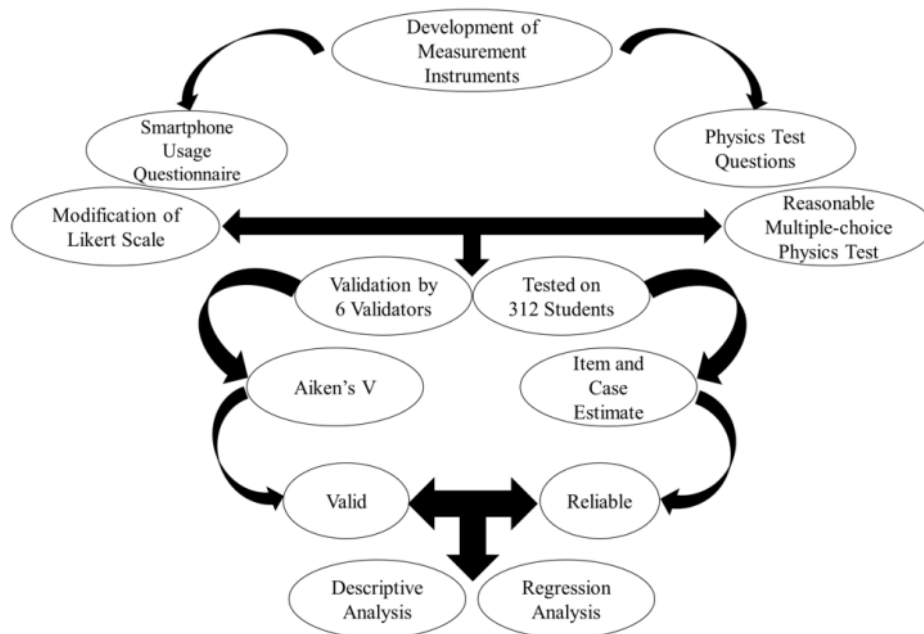 Development of
Measurement
Instruments
Smartphone
Usage
Questionnaire
Physics Test
Questions
Modification of
Likert Scale
Reasonable
Multiple-choice
Physics Test
Validation by
6 Validators
Tested on
312 Students
Aiken's V
Item and
Case
Estimate
Valid
Reliable
Descriptive
Analysis
Regression
Analysis